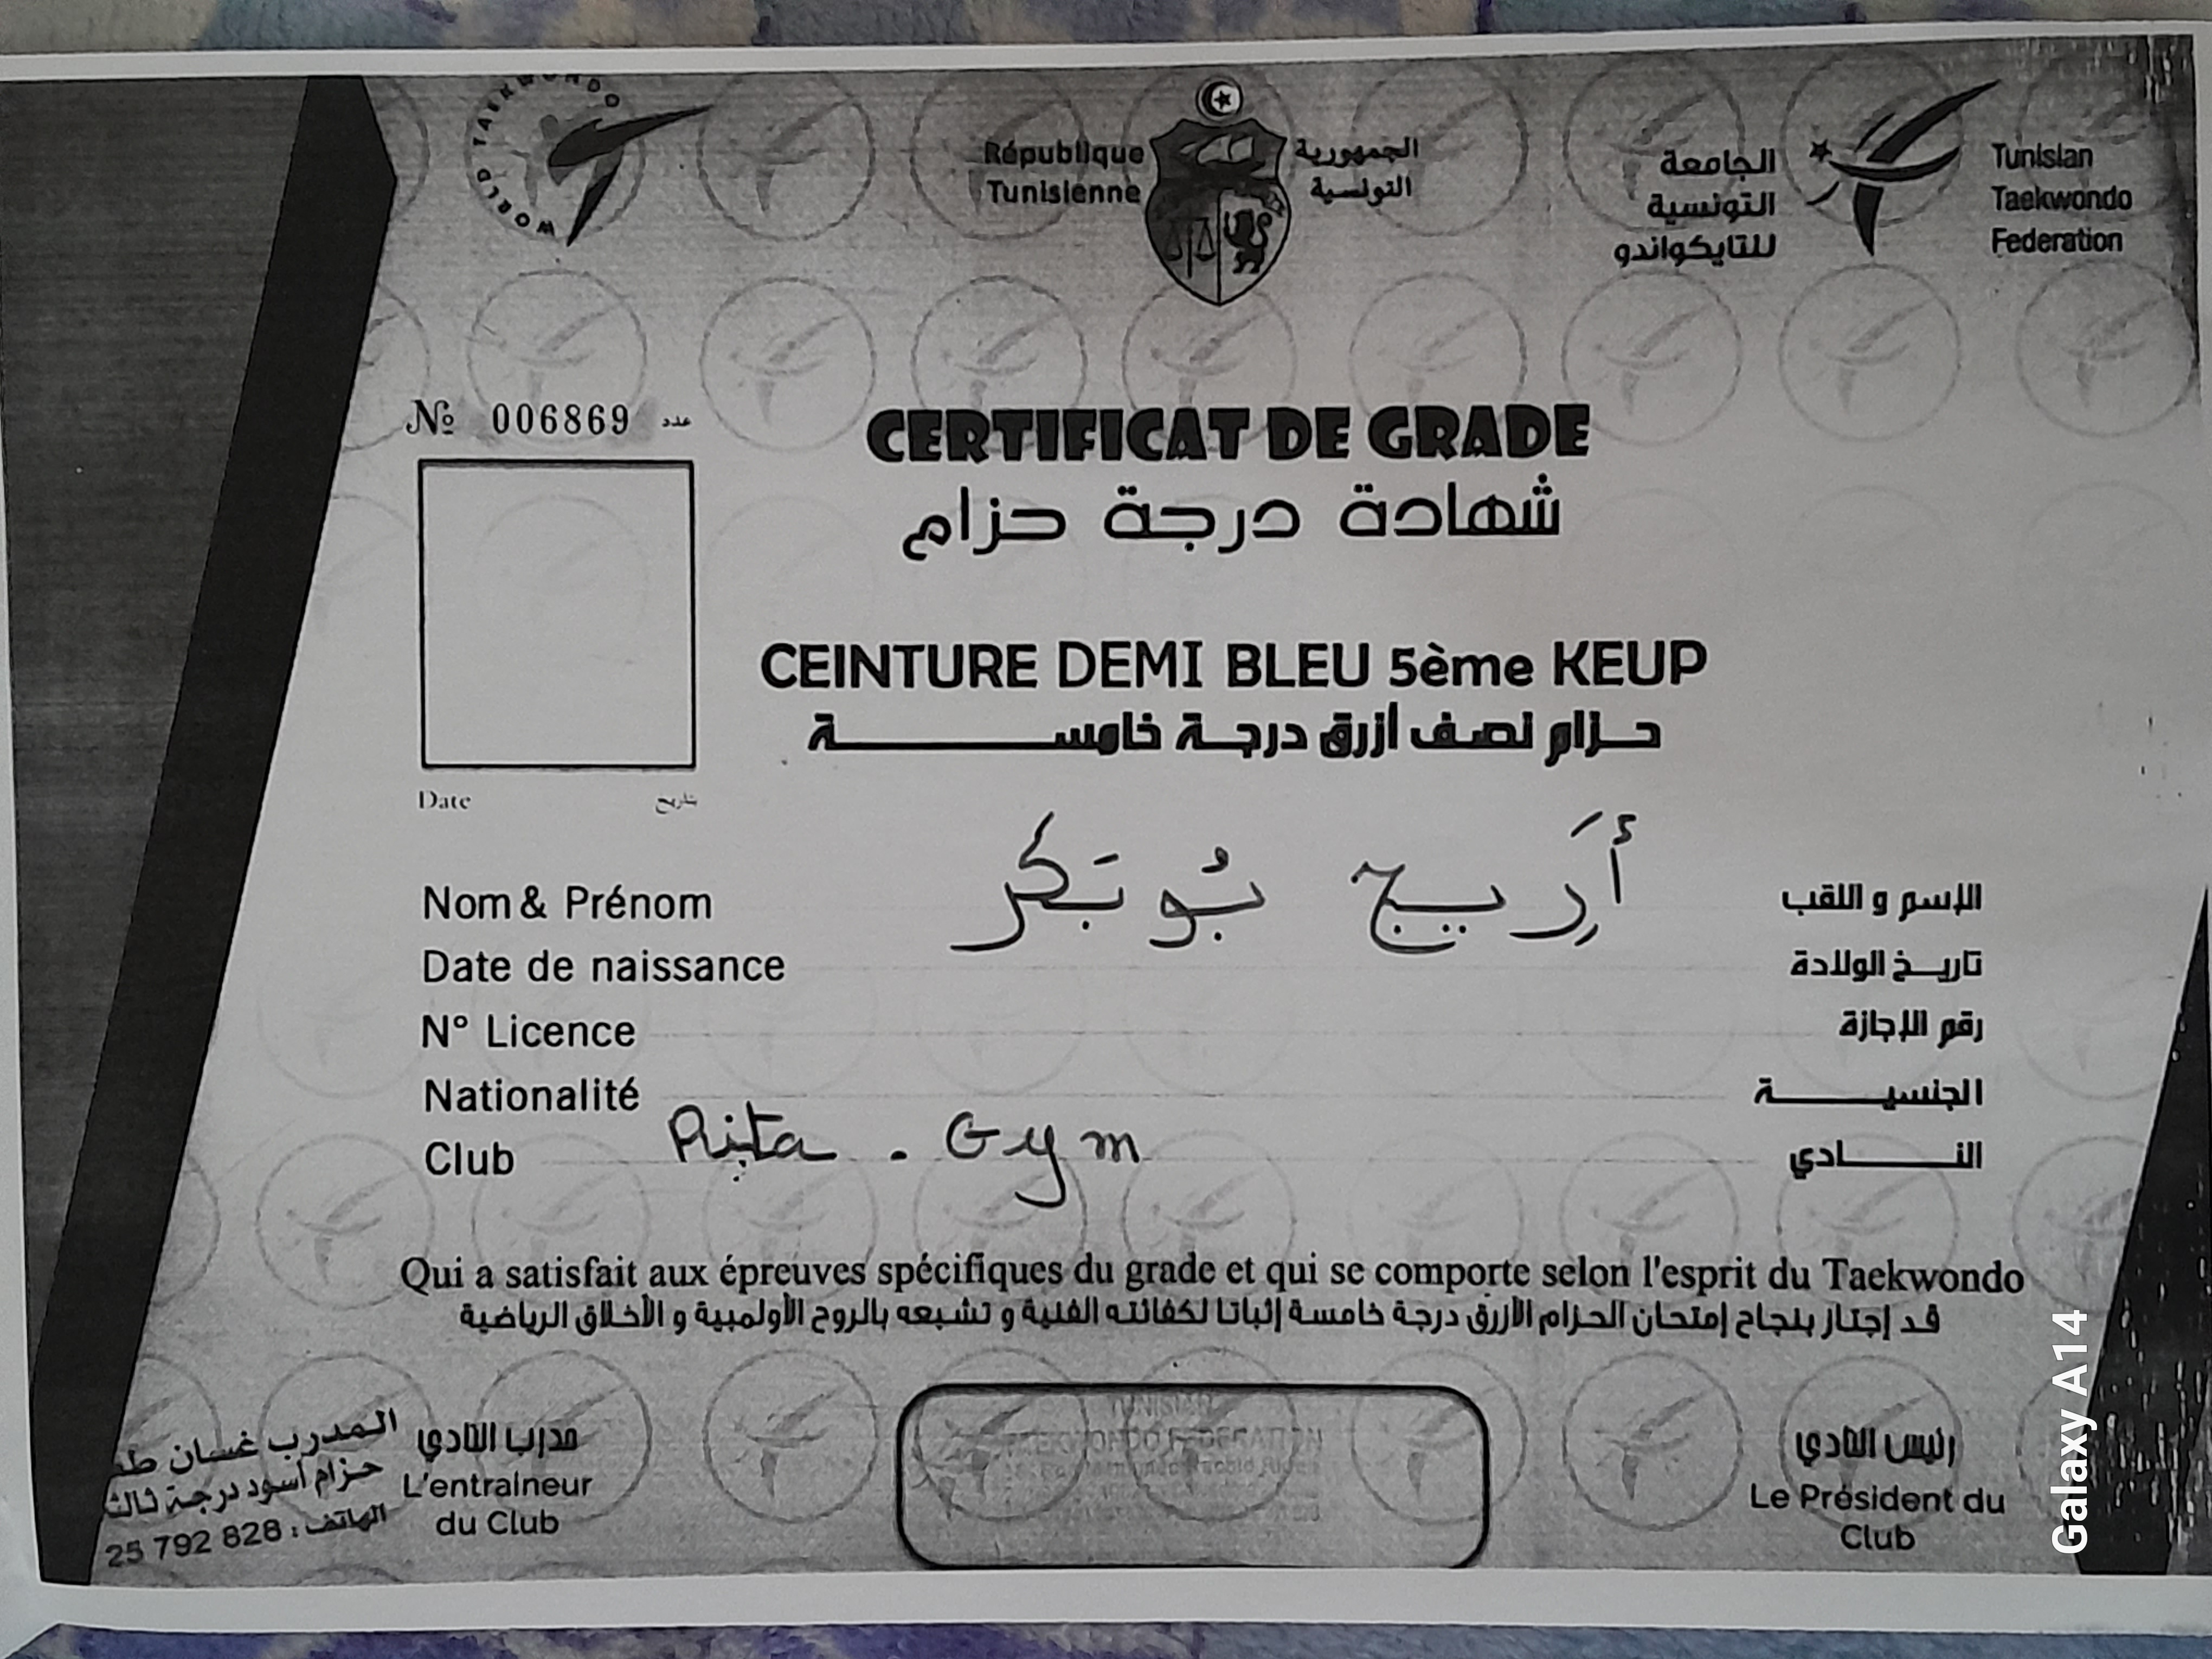 WORLD TAEKWONDO
République
Tunisienne
الجمهورية
التونسية
الجامعة
التونسية
للتايكواندو
Tunisian
Taekwondo
Federation
№ 006869 عدد
CERTIFICAT DE GRADE
شهادة درجة حزام
CEINTURE DEMI BLEU 5ème KEUP
حزام نصف أزرق درجة خامسة
Date تاريخ
Nom & Prénom أَرِيج بُو بَكر الإسم و اللقب
Date de naissance تاريخ الولادة
N° Licence رقم الإجازة
Nationalité الجنسية
Club Rita . Gym النادي
Qui a satisfait aux épreuves spécifiques du grade et qui se comporte selon l'esprit du Taekwondo
قد إجتاز بنجاح إمتحان الحزام الأزرق درجة خامسة إثباتا لكفائته الفنية و تشبعه بالروح الأولمبية و الأخلاق الرياضية
المدرب غسان
حزام أسود درجة ثالث
الهاتف : 25 792 828
مدرب النادي
L'entraineur
du Club
TUNISIAN
TAEKWONDO FEDERATION
رئيس النادي
Le Président du
Club
Galaxy A14